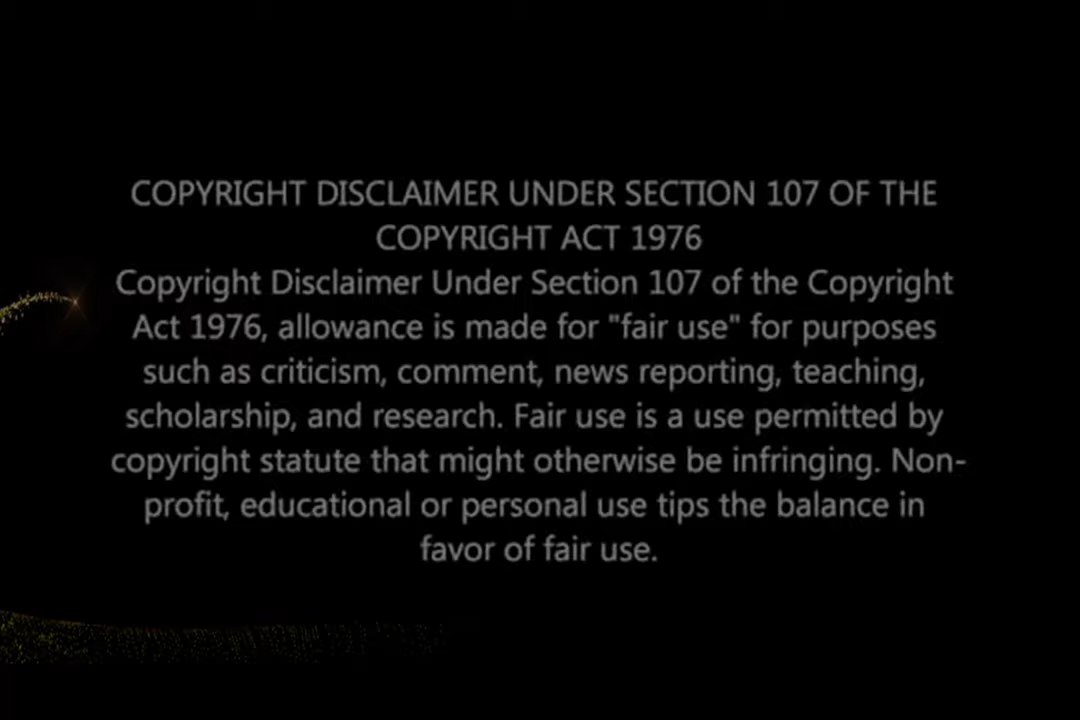 COPYRIGHT DISCLAIMER UNDER SECTION 107 OF THE
COPYRIGHT ACT 1976
Copyright Disclaimer Under Section 107 of the Copyright
Act 1976, allowance is made for "fair use" for purposes
such as criticism, comment, news reporting, teaching,
scholarship, and research. Fair use is a use permitted by
copyright statute that might otherwise be infringing. Non-
profit, educational or personal use tips the balance in
favor of fair use.